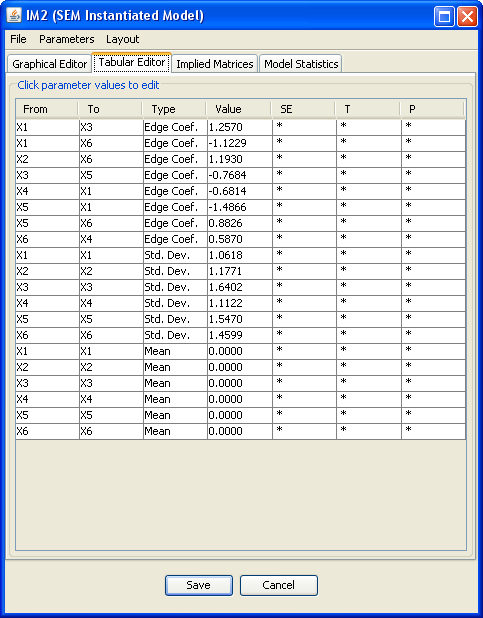 IM2 (SEM Instantiated Model)
File Parameters Layout
Graphical Editor Tabular Editor Implied Matrices Model Statistics
Click parameter values to edit
From To Type Value SE T P
X1 X3 Edge Coef. 1.2570 * * *
X1 X6 Edge Coef. -1.1229 * * *
X2 X6 Edge Coef. 1.1930 * * *
X3 X5 Edge Coef. -0.7684 * * *
X4 X1 Edge Coef. -0.6814 * * *
X5 X1 Edge Coef. -1.4866 * * *
X5 X6 Edge Coef. 0.8826 * * *
X6 X4 Edge Coef. 0.5870 * * *
X1 X1 Std. Dev. 1.0618 * * *
X2 X2 Std. Dev. 1.1771 * * *
X3 X3 Std. Dev. 1.6402 * * *
X4 X4 Std. Dev. 1.1122 * * *
X5 X5 Std. Dev. 1.5470 * * *
X6 X6 Std. Dev. 1.4599 * * *
X1 X1 Mean 0.0000 * * *
X2 X2 Mean 0.0000 * * *
X3 X3 Mean 0.0000 * * *
X4 X4 Mean 0.0000 * * *
X5 X5 Mean 0.0000 * * *
X6 X6 Mean 0.0000 * * *
Save Cancel